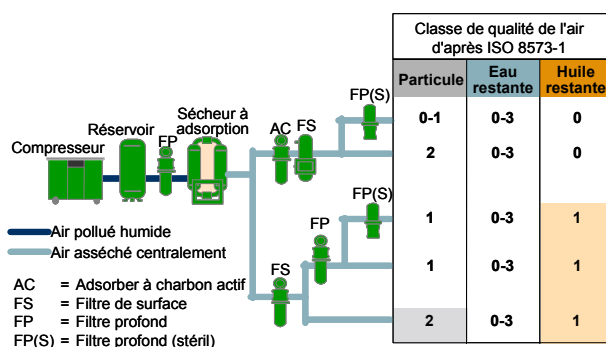 Classe de qualité de l'air
d'après ISO 8573-1
Particule
Eau restante
Huile restante
FP(S)
0-1 0-3 0
Sécheur à
adsorption
AC FS
Réservoir
FP
Compresseur
2 0-3 0
FP(S)
1 0-3 1
Air pollué humide
FP
Air asséché centralement
1 0-3 1
FS
AC = Adsorber à charbon actif
FS = Filtre de surface
FP = Filtre profond
2 0-3 1
FP(S) = Filtre profond (stéril)